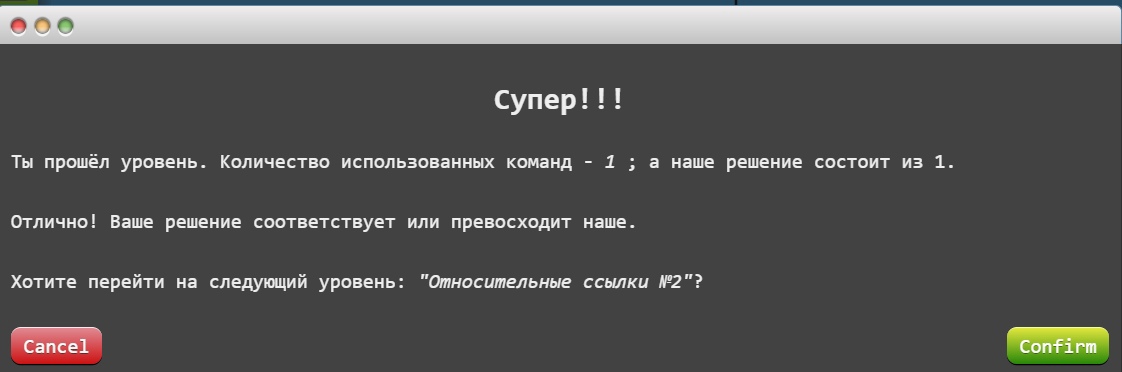 Супер!!!
Ты прошёл уровень. Количество использованных команд - 1 ; а наше решение состоит из 1.
Отлично! Ваше решение соответствует или превосходит наше.
Хотите перейти на следующий уровень: "Относительные ссылки №2"?
Cancel
Confirm